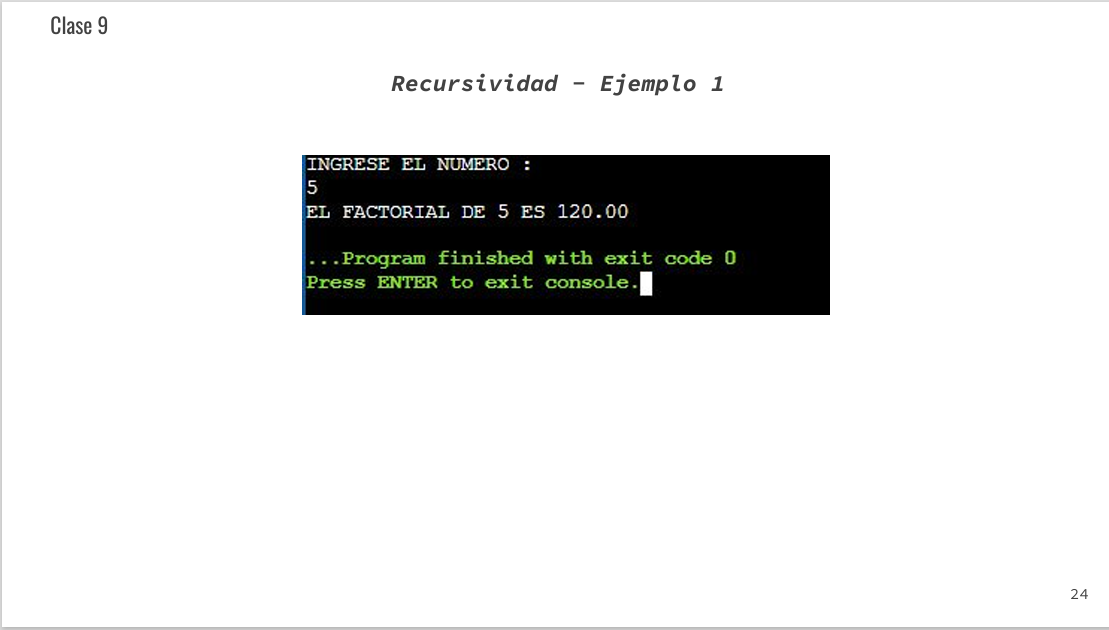 Clase 9
Recursividad - Ejemplo 1
INGRESE EL NUMERO :
5
EL FACTORIAL DE 5 ES 120.00
...Program finished with exit code 0
Press ENTER to exit console.
24